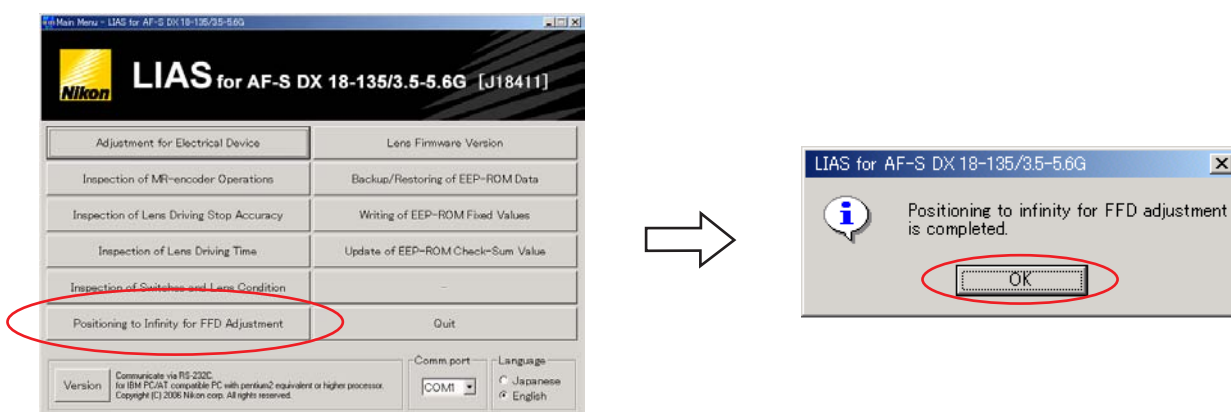 Main Menu - LIAS for AF-S DX 18-135/3.5-5.6G
Nikon
LIAS for AF-S DX 18-135/3.5-5.6G [J18411]
Adjustment for Electrical Device
Lens Firmware Version
Inspection of MR-encoder Operations
Backup/Restoring of EEP-ROM Data
Inspection of Lens Driving Stop Accuracy
Writing of EEP-ROM Fixed Values
Inspection of Lens Driving Time
Update of EEP-ROM Check-Sum Value
Inspection of Switches and Lens Condition
-
Positioning to Infinity for FFD Adjustment
Quit
Version
Communicate via RS-232C.
for IBM PC/AT compatible PC with pentium2 equivalent or higher processor.
Copyright (C) 2006 Nikon corp. All rights reserved.
Comm.port
COM1
Language
Japanese
English
LIAS for AF-S DX 18-135/3.5-5.6G
Positioning to infinity for FFD adjustment
is completed.
OK